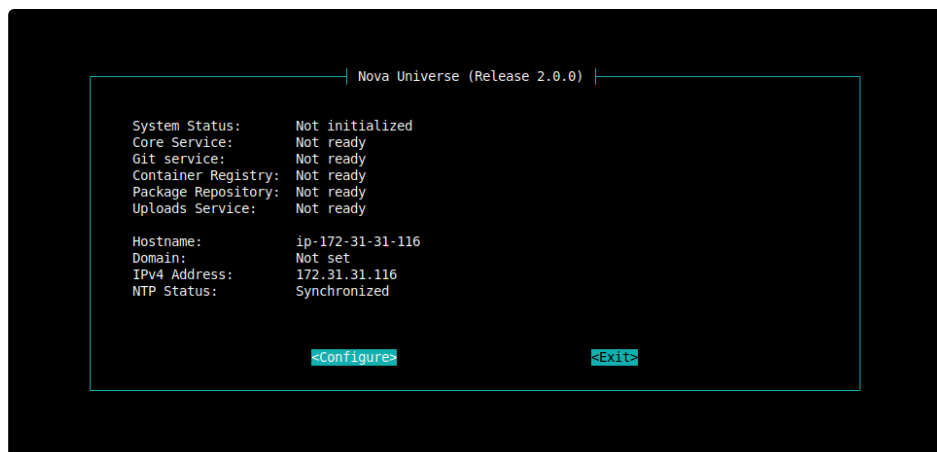 Nova Universe (Release 2.0.0)
System Status: Not initialized
Core Service: Not ready
Git service: Not ready
Container Registry: Not ready
Package Repository: Not ready
Uploads Service: Not ready
Hostname: ip-172-31-31-116
Domain: Not set
IPv4 Address: 172.31.31.116
NTP Status: Synchronized
<Configure> <Exit>